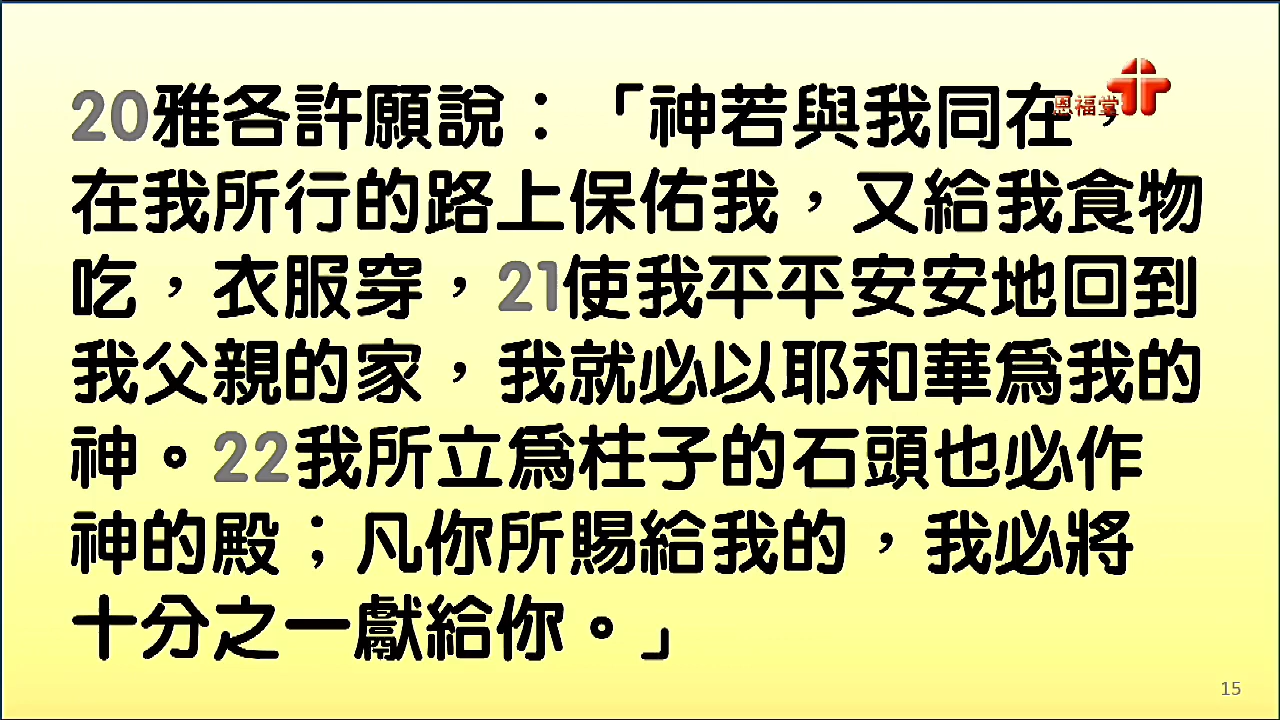 20雅各許願說：「神若與我同在，
恩福堂
在我所行的路上保佑我，又給我食物
吃，衣服穿，21使我平平安安地回到
我父親的家，我就必以耶和華為我的
神。22我所立為柱子的石頭也必作
神的殿；凡你所賜給我的，我必將
十分之一獻給你。」
15